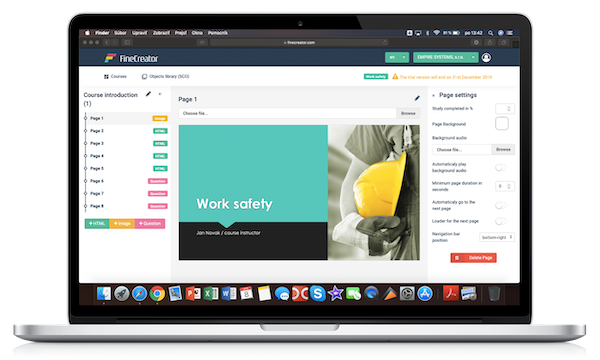 Finder Súbor Upraviť Zobraziť Prejsť Okno Pomocník
81 % po 13:42
finecreator.com
FineCreator
en
EMPIRE SYSTEMS, s.r.o.
Courses
Objects library (SCO)
Work safety
The trial version will end on 31st December 2019
Course introduction
(1)
Page 1 Image
Page 2 HTML
Page 3 HTML
Page 4 HTML
Page 5 HTML
Page 6 Question
Page 7 Question
Page 8 Question
+ HTML + Image + Question
Page 1
Choose file... Browse
Work safety
Jan Novak / course instructor
Page settings
Study completed in %
Page Background
Background audio
Choose file... Browse
Automatically play
background audio
Minimum page duration in
seconds
0
Automaticaly go to the
next page
Loader for the next page
Navigation bar
position
bottom-right
Delete Page